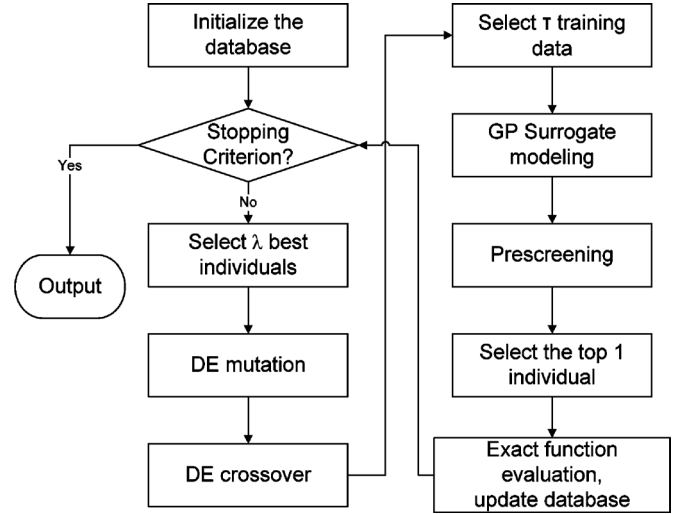 Initialize the
database
Stopping
Criterion?
Yes
No
Output
Select λ best
individuals
DE mutation
DE crossover
Select τ training
data
GP Surrogate
modeling
Prescreening
Select the top 1
individual
Exact function
evaluation,
update database